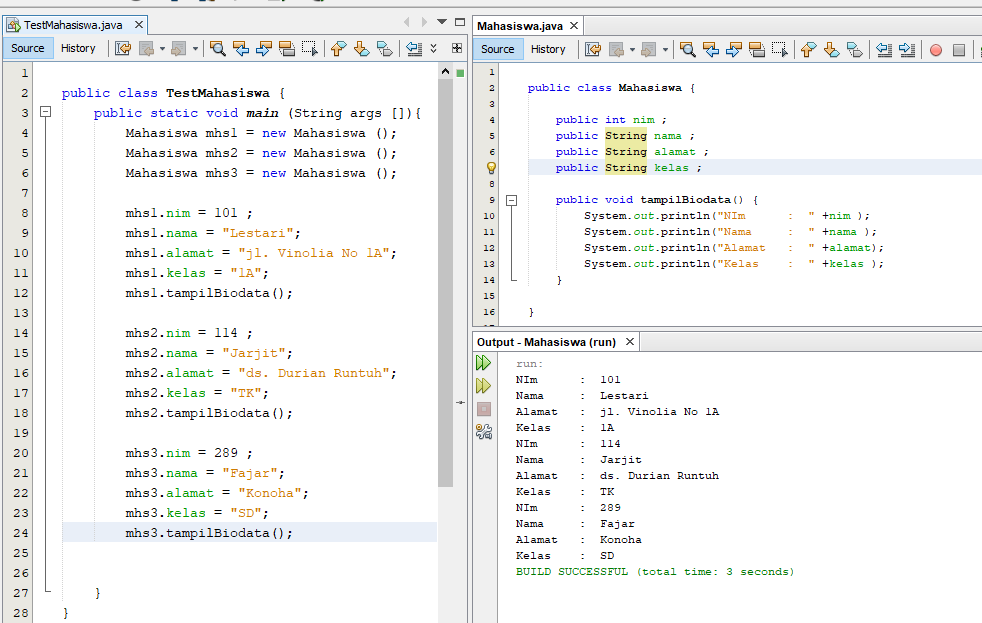 TestMahasiswa.java
Source History
1
2 public class TestMahasiswa {
3 public static void main (String args []){
4 Mahasiswa mhs1 = new Mahasiswa ();
5 Mahasiswa mhs2 = new Mahasiswa ();
6 Mahasiswa mhs3 = new Mahasiswa ();
7
8 mhs1.nim = 101 ;
9 mhs1.nama = "Lestari";
10 mhs1.alamat = "jl. Vinolia No 1A";
11 mhs1.kelas = "1A";
12 mhs1.tampilBiodata();
13
14 mhs2.nim = 114 ;
15 mhs2.nama = "Jarjit";
16 mhs2.alamat = "ds. Durian Runtuh";
17 mhs2.kelas = "TK";
18 mhs2.tampilBiodata();
19
20 mhs3.nim = 289 ;
21 mhs3.nama = "Fajar";
22 mhs3.alamat = "Konoha";
23 mhs3.kelas = "SD";
24 mhs3.tampilBiodata();
25
26
27 }
28 }
Mahasiswa.java
Source History
1
2 public class Mahasiswa {
3
4 public int nim ;
5 public String nama ;
6 public String alamat ;
public String kelas ;
8
9 public void tampilBiodata() {
10 System.out.println("NIm : " +nim );
11 System.out.println("Nama : " +nama );
12 System.out.println("Alamat : " +alamat);
13 System.out.println("Kelas : " +kelas );
14 }
15
16 }
Output - Mahasiswa (run)
run:
NIm : 101
Nama : Lestari
Alamat : jl. Vinolia No 1A
Kelas : 1A
NIm : 114
Nama : Jarjit
Alamat : ds. Durian Runtuh
Kelas : TK
NIm : 289
Nama : Fajar
Alamat : Konoha
Kelas : SD
BUILD SUCCESSFUL (total time: 3 seconds)